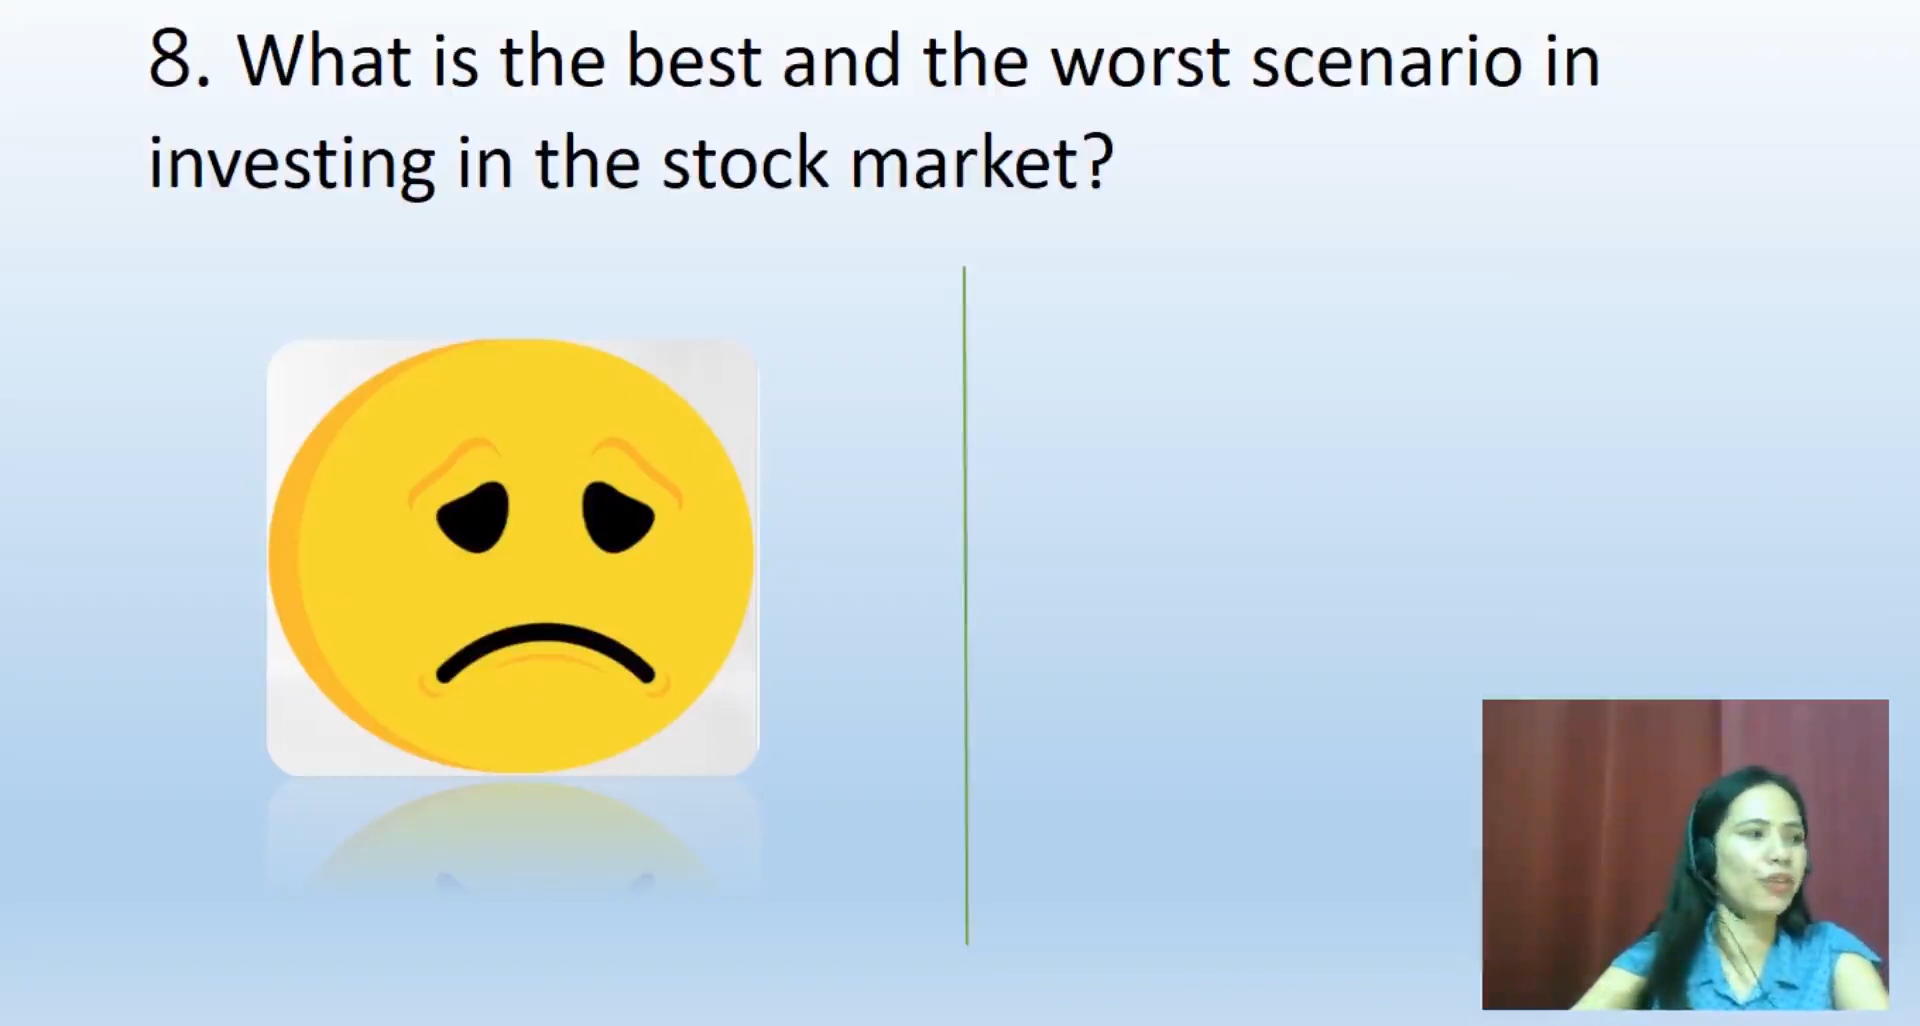 8. What is the best and the worst scenario in
investing in the stock market?